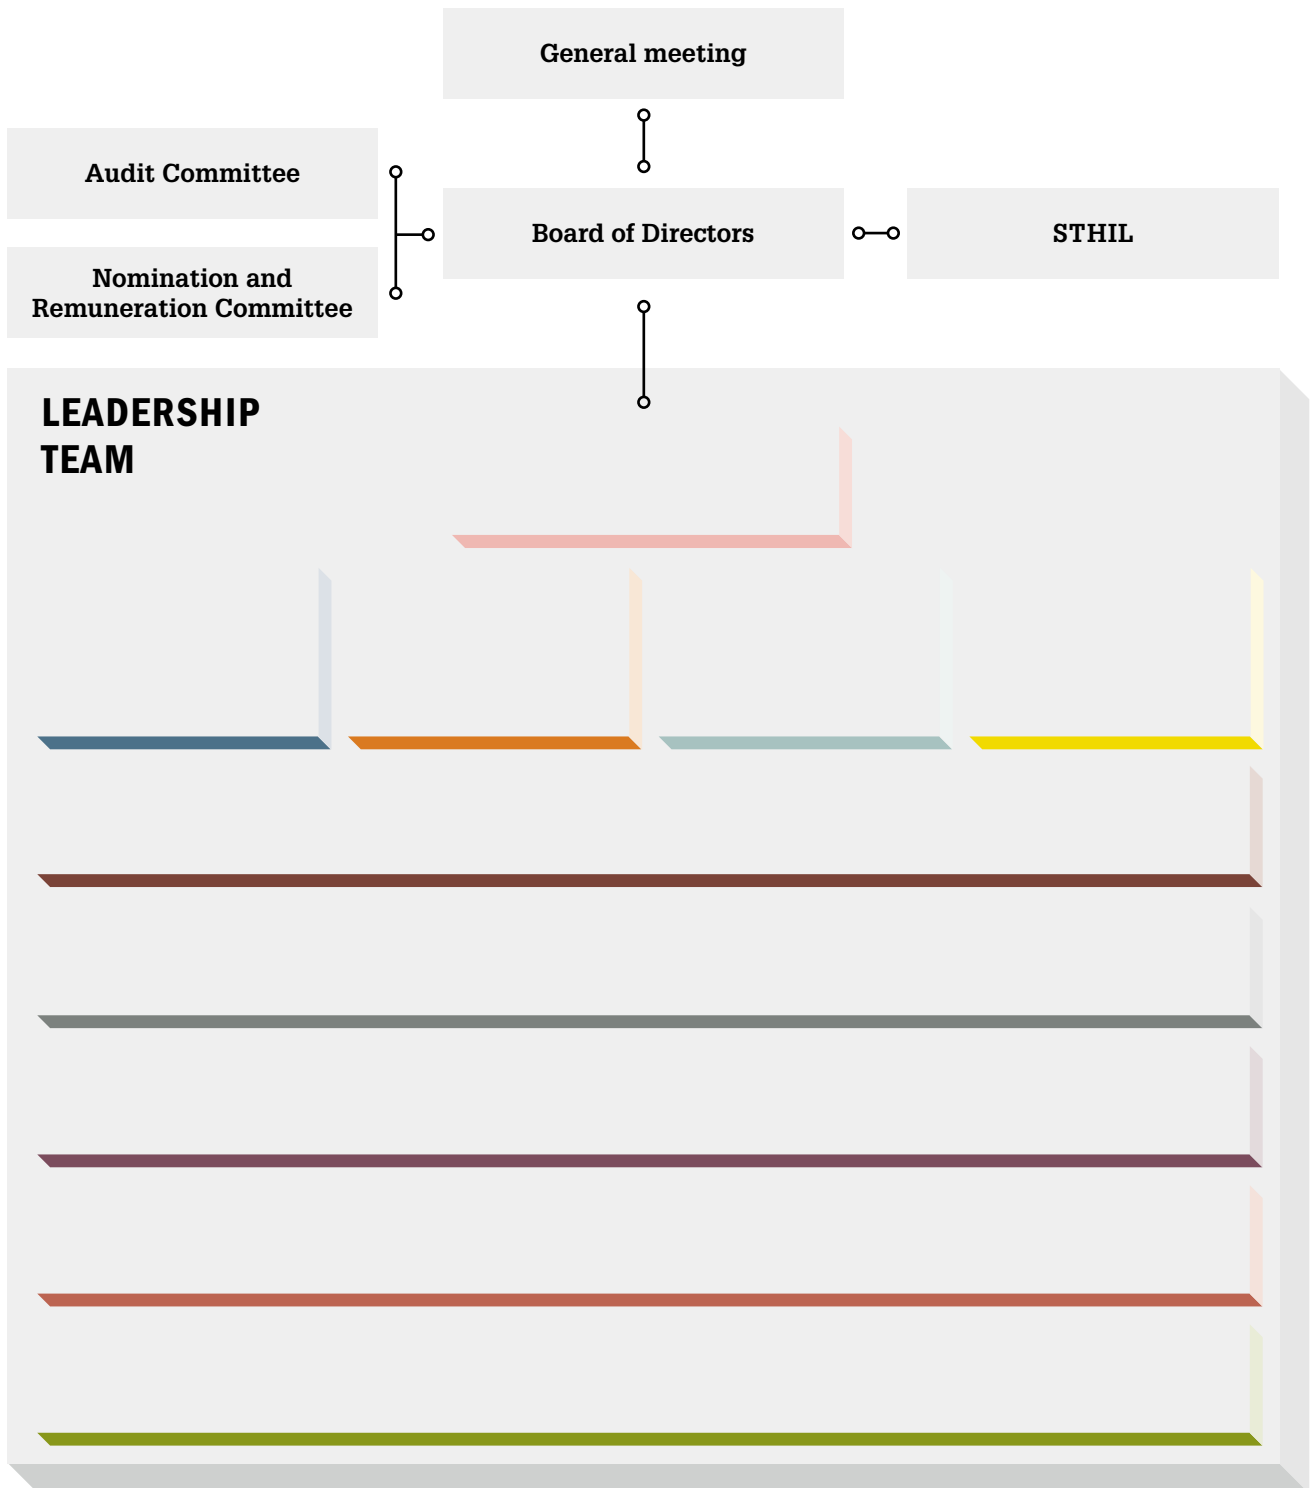 General meeting
Audit Committee
Board of Directors
STHIL
Nomination and
Remuneration Committee
LEADERSHIP
TEAM